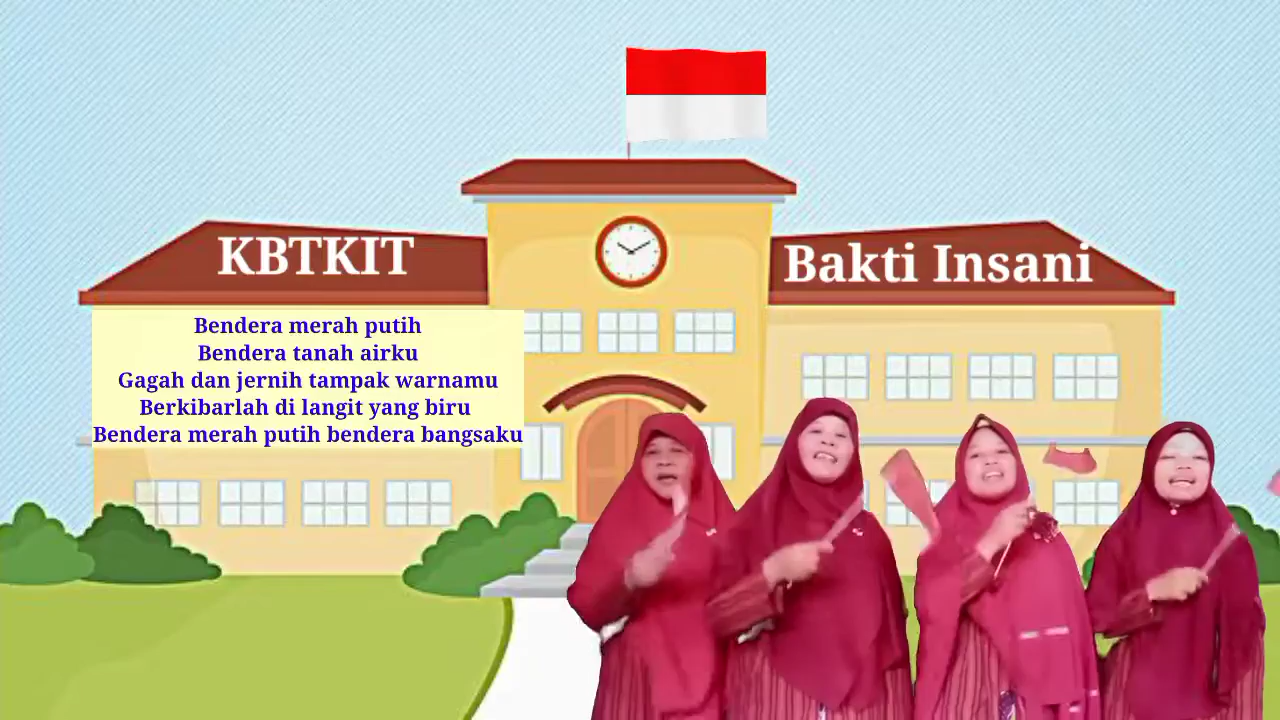 KBTKIT
Bakti Insani
Bendera merah putih
Bendera tanah airku
Gagah dan jernih tampak warnamu
Berkibarlah di langit yang biru
Bendera merah putih bendera bangsaku